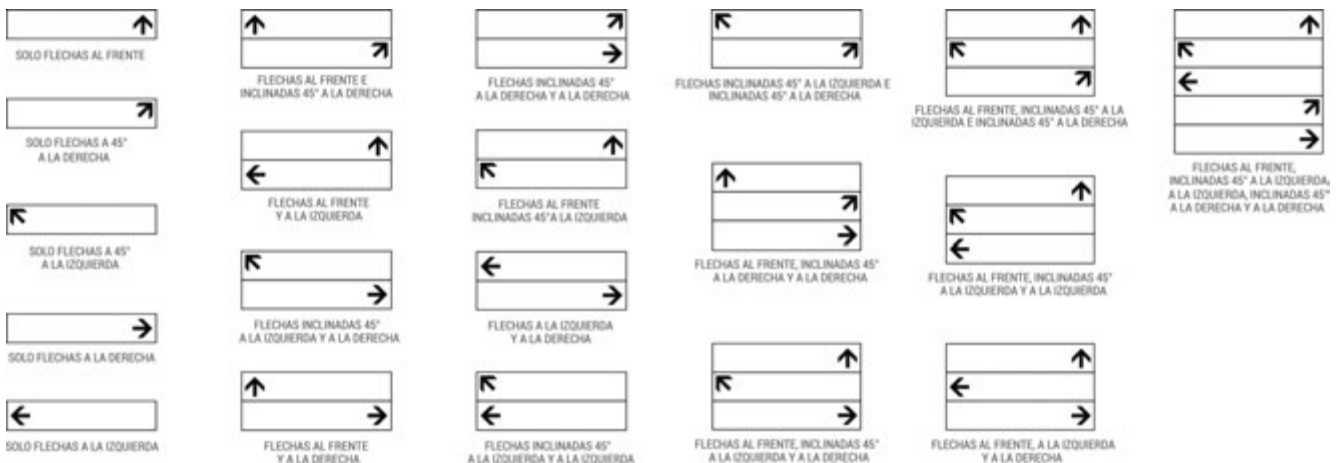 SOLO FLECHAS AL FRENTE
SOLO FLECHAS A 45°
A LA DERECHA
SOLO FLECHAS A 45°
A LA IZQUIERDA
SOLO FLECHAS A LA DERECHA
SOLO FLECHAS A LA IZQUIERDA
FLECHAS AL FRENTE E
INCLINADAS 45° A LA DERECHA
FLECHAS AL FRENTE
Y A LA IZQUIERDA
FLECHAS INCLINADAS 45°
A LA IZQUIERDA Y A LA DERECHA
FLECHAS AL FRENTE
Y A LA DERECHA
FLECHAS INCLINADAS 45°
A LA DERECHA Y A LA DERECHA
FLECHAS AL FRENTE
INCLINADAS 45°A LA IZQUIERDA
FLECHAS A LA IZQUIERDA
Y A LA DERECHA
FLECHAS INCLINADAS 45°
A LA IZQUIERDA Y A LA IZQUIERDA
FLECHAS INCLINADAS 45° A LA IZQUIERDA E
INCLINADAS 45° A LA DERECHA
FLECHAS AL FRENTE, INCLINADAS 45°
A LA DERECHA Y A LA DERECHA
FLECHAS AL FRENTE, INCLINADAS 45°
A LA IZQUIERDA Y A LA DERECHA
FLECHAS AL FRENTE, INCLINADAS 45° A LA
IZQUIERDA E INCLINADAS 45° A LA DERECHA
FLECHAS AL FRENTE, INCLINADAS 45°
A LA IZQUIERDA Y A LA IZQUIERDA
FLECHAS AL FRENTE, A LA IZQUIERDA
Y A LA DERECHA
FLECHAS AL FRENTE,
INCLINADAS 45° A LA IZQUIERDA,
A LA IZQUIERDA, INCLINADAS 45°
A LA DERECHA Y A LA DERECHA